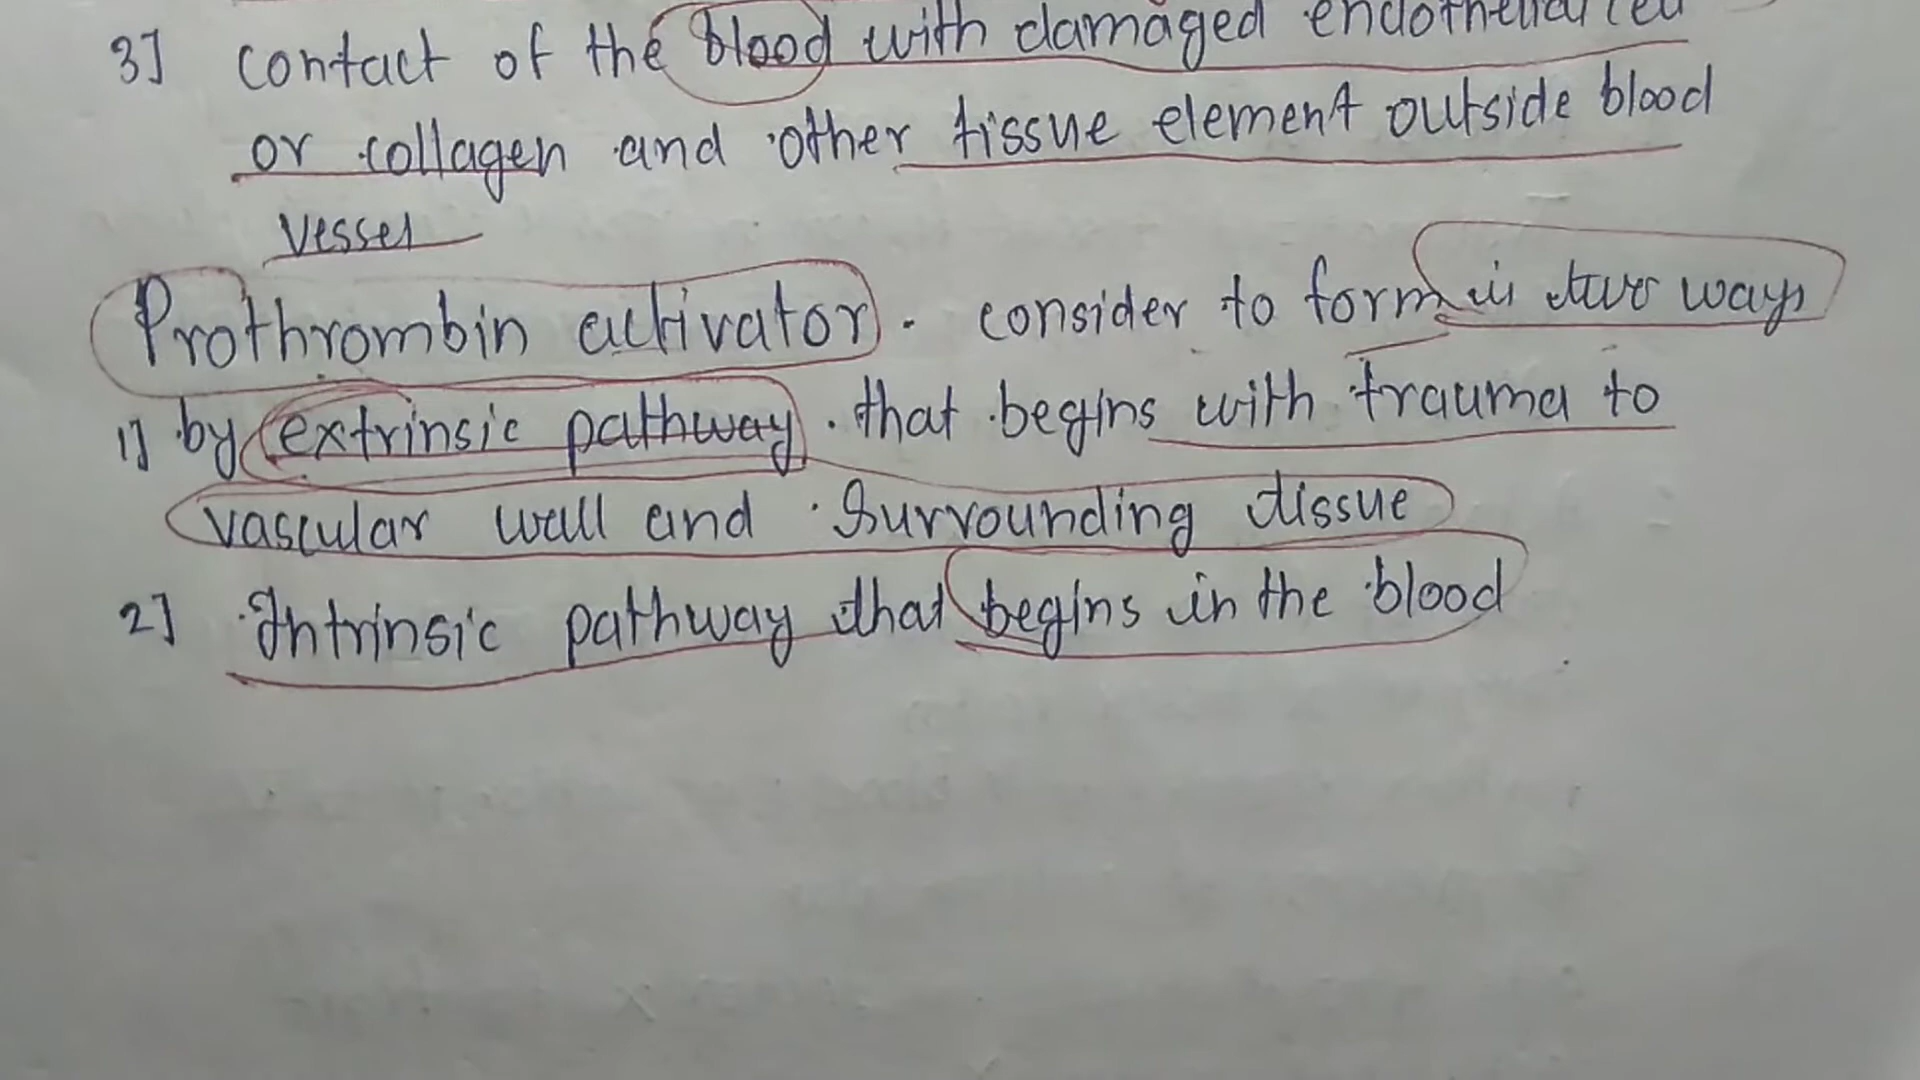 3] contact of the blood with damaged endothelial cell
or collagen and other tissue element outside blood
vessel
Prothrombin activator. consider to form in two ways
1] by extrinsic pathway. that begins with trauma to
vascular wall and surrounding tissue
2] Intrinsic pathway that begins in the blood